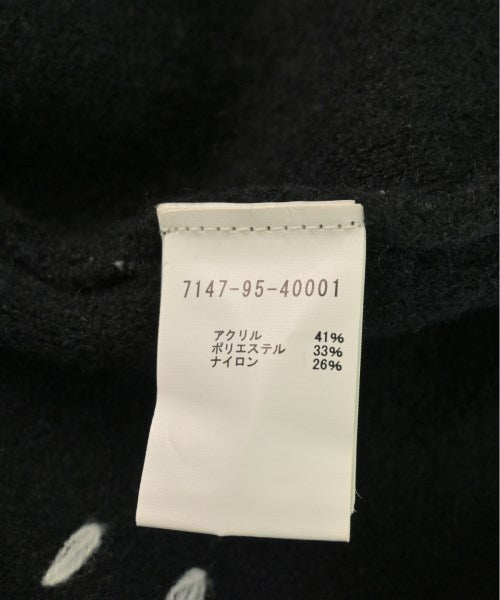 7147-95-40001
アクリル 41%
ポリエステル 33%
ナイロン 26%